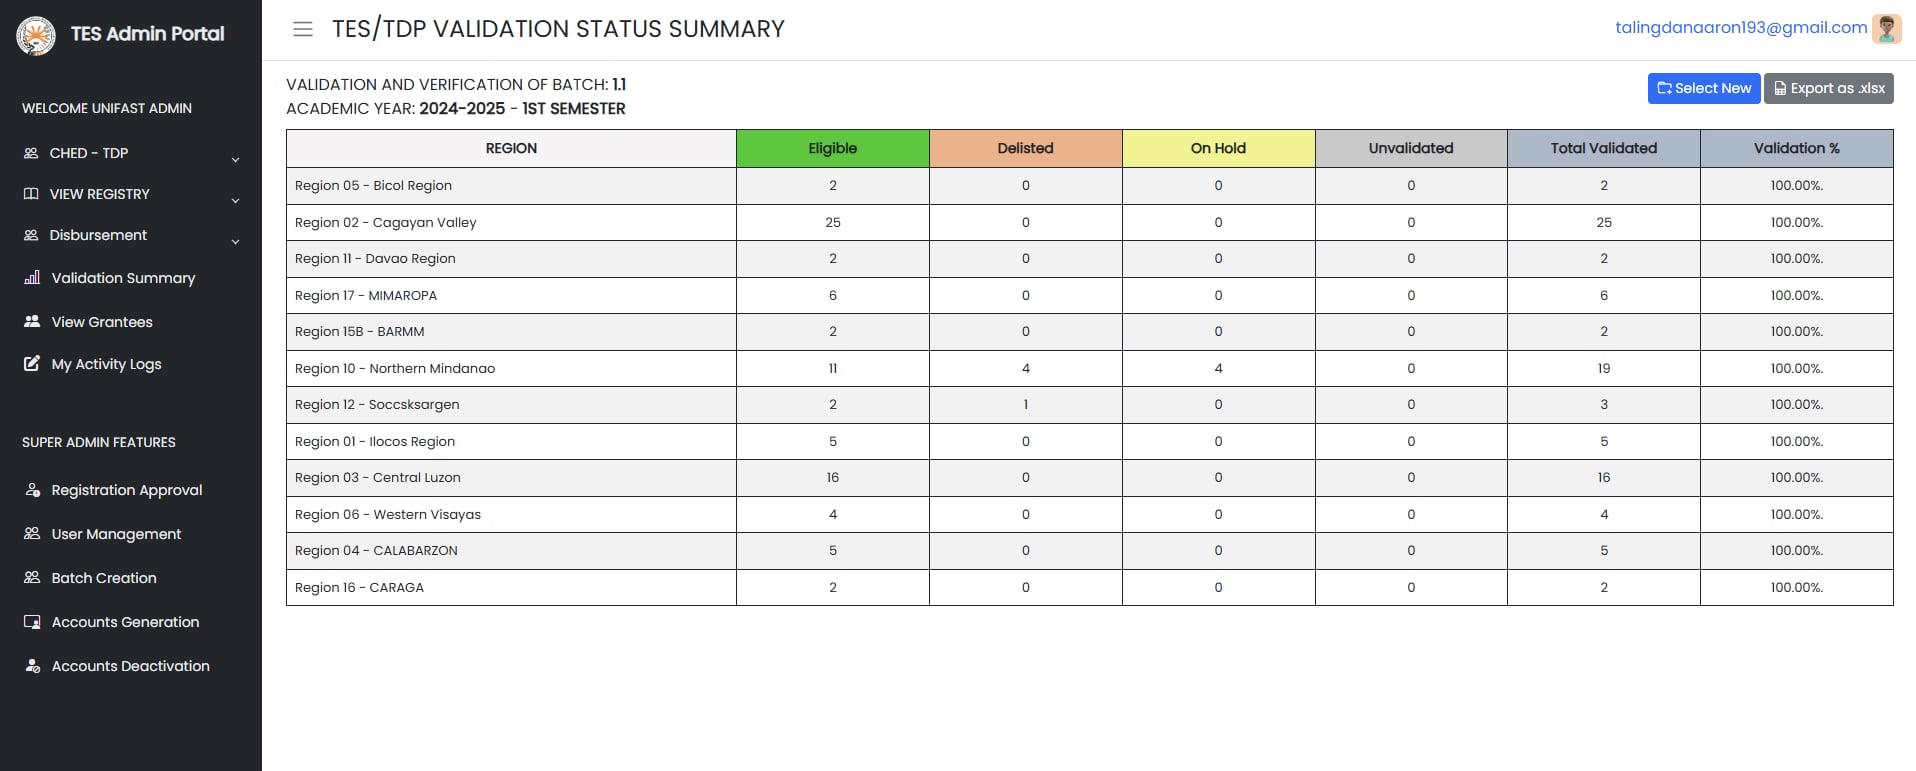 TES Admin Portal
WELCOME UNIFAST ADMIN
CHED - TDP
VIEW REGISTRY
Disbursement
Validation Summary
View Grantees
My Activity Logs
SUPER ADMIN FEATURES
Registration Approval
User Management
Batch Creation
Accounts Generation
Accounts Deactivation
TES/TDP VALIDATION STATUS SUMMARY
talingdanaaron193@gmail.com
VALIDATION AND VERIFICATION OF BATCH: 1.1
ACADEMIC YEAR: 2024-2025 - 1ST SEMESTER
Select New Export as .xlsx
REGION Eligible Delisted On Hold Unvalidated Total Validated Validation %
Region 05 - Bicol Region 2 0 0 0 2 100.00%.
Region 02 - Cagayan Valley 25 0 0 0 25 100.00%.
Region 11 - Davao Region 2 0 0 0 2 100.00%.
Region 17 - MIMAROPA 6 0 0 0 6 100.00%.
Region 15B - BARMM 2 0 0 0 2 100.00%.
Region 10 - Northern Mindanao 11 4 4 0 19 100.00%.
Region 12 - Soccsksargen 2 1 0 0 3 100.00%.
Region 01 - Ilocos Region 5 0 0 0 5 100.00%.
Region 03 - Central Luzon 16 0 0 0 16 100.00%.
Region 06 - Western Visayas 4 0 0 0 4 100.00%.
Region 04 - CALABARZON 5 0 0 0 5 100.00%.
Region 16 - CARAGA 2 0 0 0 2 100.00%.